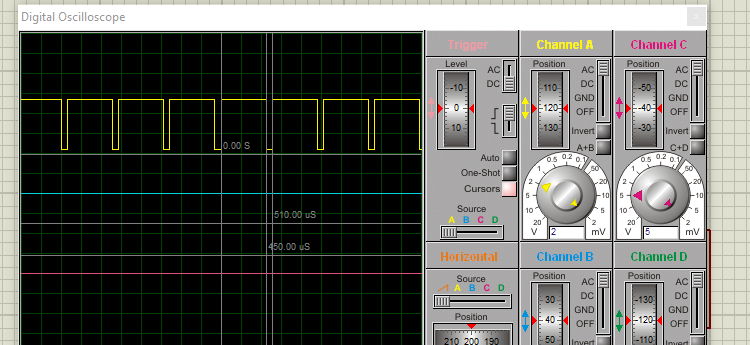 Digital Oscilloscope
x
0.00 S
510.00 uS
450.00 uS
Trigger
Level
-10
0
10
AC
DC
Auto
One-Shot
Cursors
Source
A B C D
Channel A
Position
110
120
130
AC
DC
GND
OFF
Invert
A+B
20
10
5
2
1
0.5
0.2
0.1
50
20
10
5
2
V
2
mV
Channel C
Position
-50
-40
-30
AC
DC
GND
OFF
Invert
C+D
20
10
5
2
1
0.5
0.2
0.1
50
20
10
5
2
V
5
mV
Horizontal
Source
A B C D
Position
210 200 190
Channel B
Position
30
40
50
AC
DC
GND
OFF
Invert
Channel D
Position
-130
-120
-110
AC
DC
GND
OFF
Invert